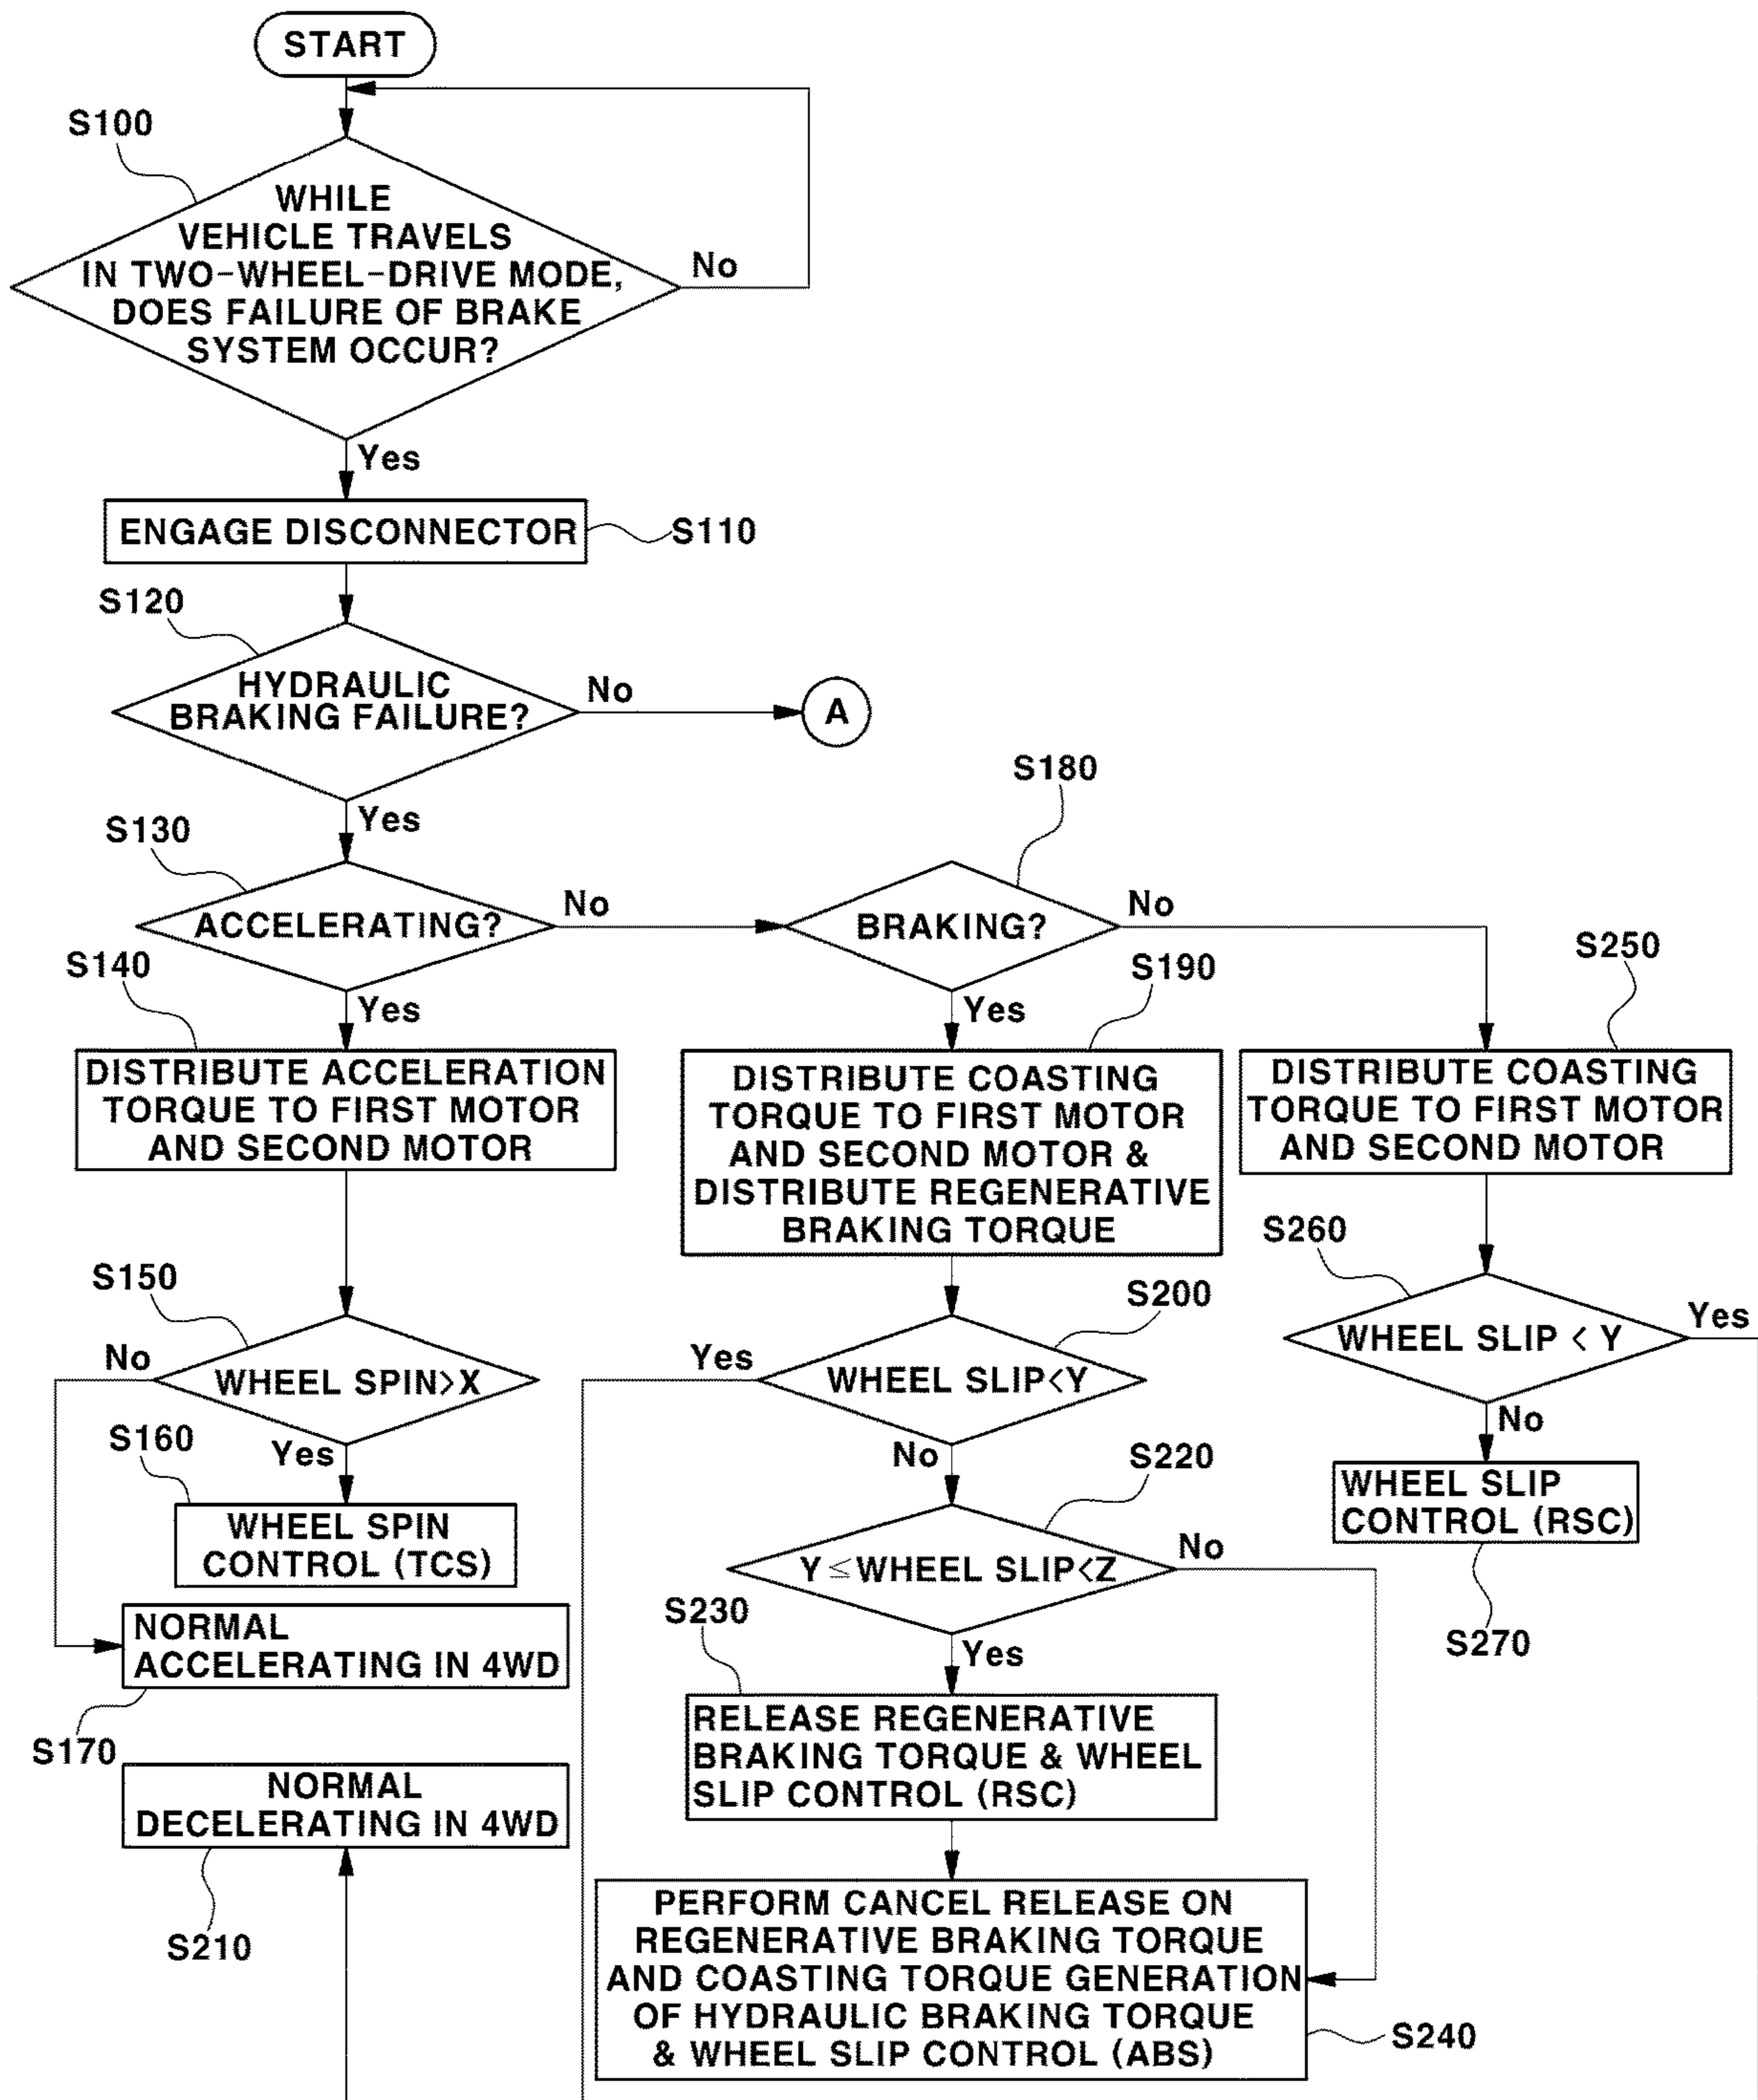 START
S100
WHILE
VEHICLE TRAVELS
IN TWO-WHEEL-DRIVE MODE,
DOES FAILURE OF BRAKE
SYSTEM OCCUR?
No
Yes
ENGAGE DISCONNECTOR
S110
S120
HYDRAULIC
BRAKING FAILURE?
No
A
Yes
S130
ACCELERATING?
No
S180
BRAKING?
No
S140
Yes
DISTRIBUTE ACCELERATION
TORQUE TO FIRST MOTOR
AND SECOND MOTOR
S190
Yes
DISTRIBUTE COASTING
TORQUE TO FIRST MOTOR
AND SECOND MOTOR &
DISTRIBUTE REGENERATIVE
BRAKING TORQUE
S250
DISTRIBUTE COASTING
TORQUE TO FIRST MOTOR
AND SECOND MOTOR
S150
No
WHEEL SPIN>X
S160
Yes
WHEEL SPIN
CONTROL (TCS)
NORMAL
ACCELERATING IN 4WD
S170
NORMAL
DECELERATING IN 4WD
S210
S200
Yes
WHEEL SLIP<Y
No
S220
Y≤WHEEL SLIP<Z
No
S230
Yes
RELEASE REGENERATIVE
BRAKING TORQUE & WHEEL
SLIP CONTROL (RSC)
PERFORM CANCEL RELEASE ON
REGENERATIVE BRAKING TORQUE
AND COASTING TORQUE GENERATION
OF HYDRAULIC BRAKING TORQUE
& WHEEL SLIP CONTROL (ABS)
S240
S260
WHEEL SLIP < Y
Yes
No
WHEEL SLIP
CONTROL (RSC)
S270